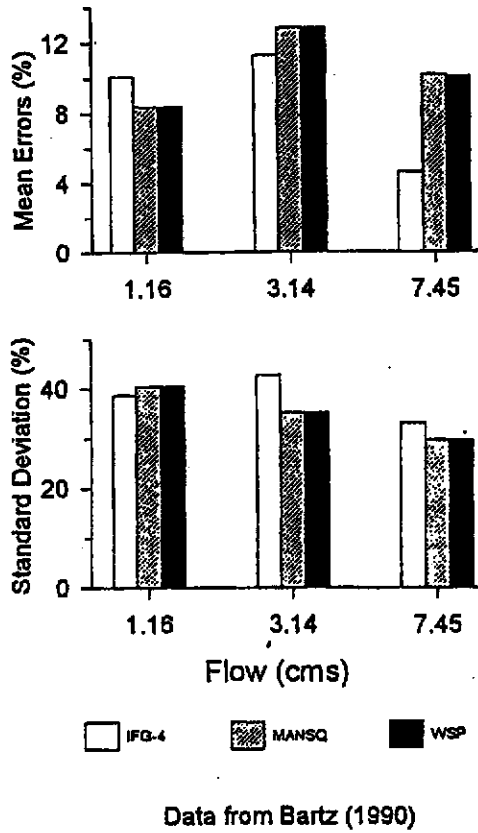 Mean Errors (%)
12
8
4
0
1.16 3.14 7.45
Standard Deviation (%)
40
20
0
1.16 3.14 7.45
Flow (cms)
IFG-4 MANSQ WSP
Data from Bartz (1990)